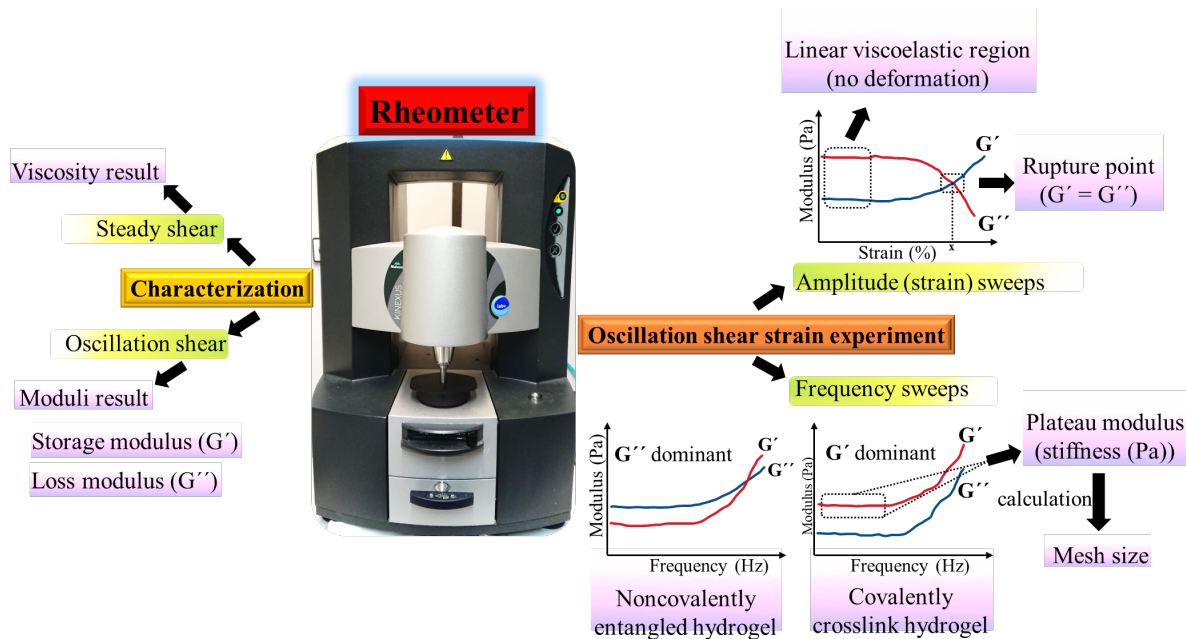 Rheometer
Viscosity result
Steady shear
Characterization
Oscillation shear
Moduli result
Storage modulus (G´)
Loss modulus (G´´)
KINEXUS
Linear viscoelastic region
(no deformation)
Modulus (Pa)
G´
G´´
x
Strain (%)
Rupture point
(G´ = G´´)
Amplitude (strain) sweeps
Oscillation shear strain experiment
Frequency sweeps
Modulus (Pa)
G´´ dominant
G´
G´´
Frequency (Hz)
Noncovalently
entangled hydrogel
Modulus (Pa)
G´ dominant
G´
G´´
Frequency (Hz)
Covalently
crosslink hydrogel
Plateau modulus
(stiffness (Pa))
calculation
Mesh size